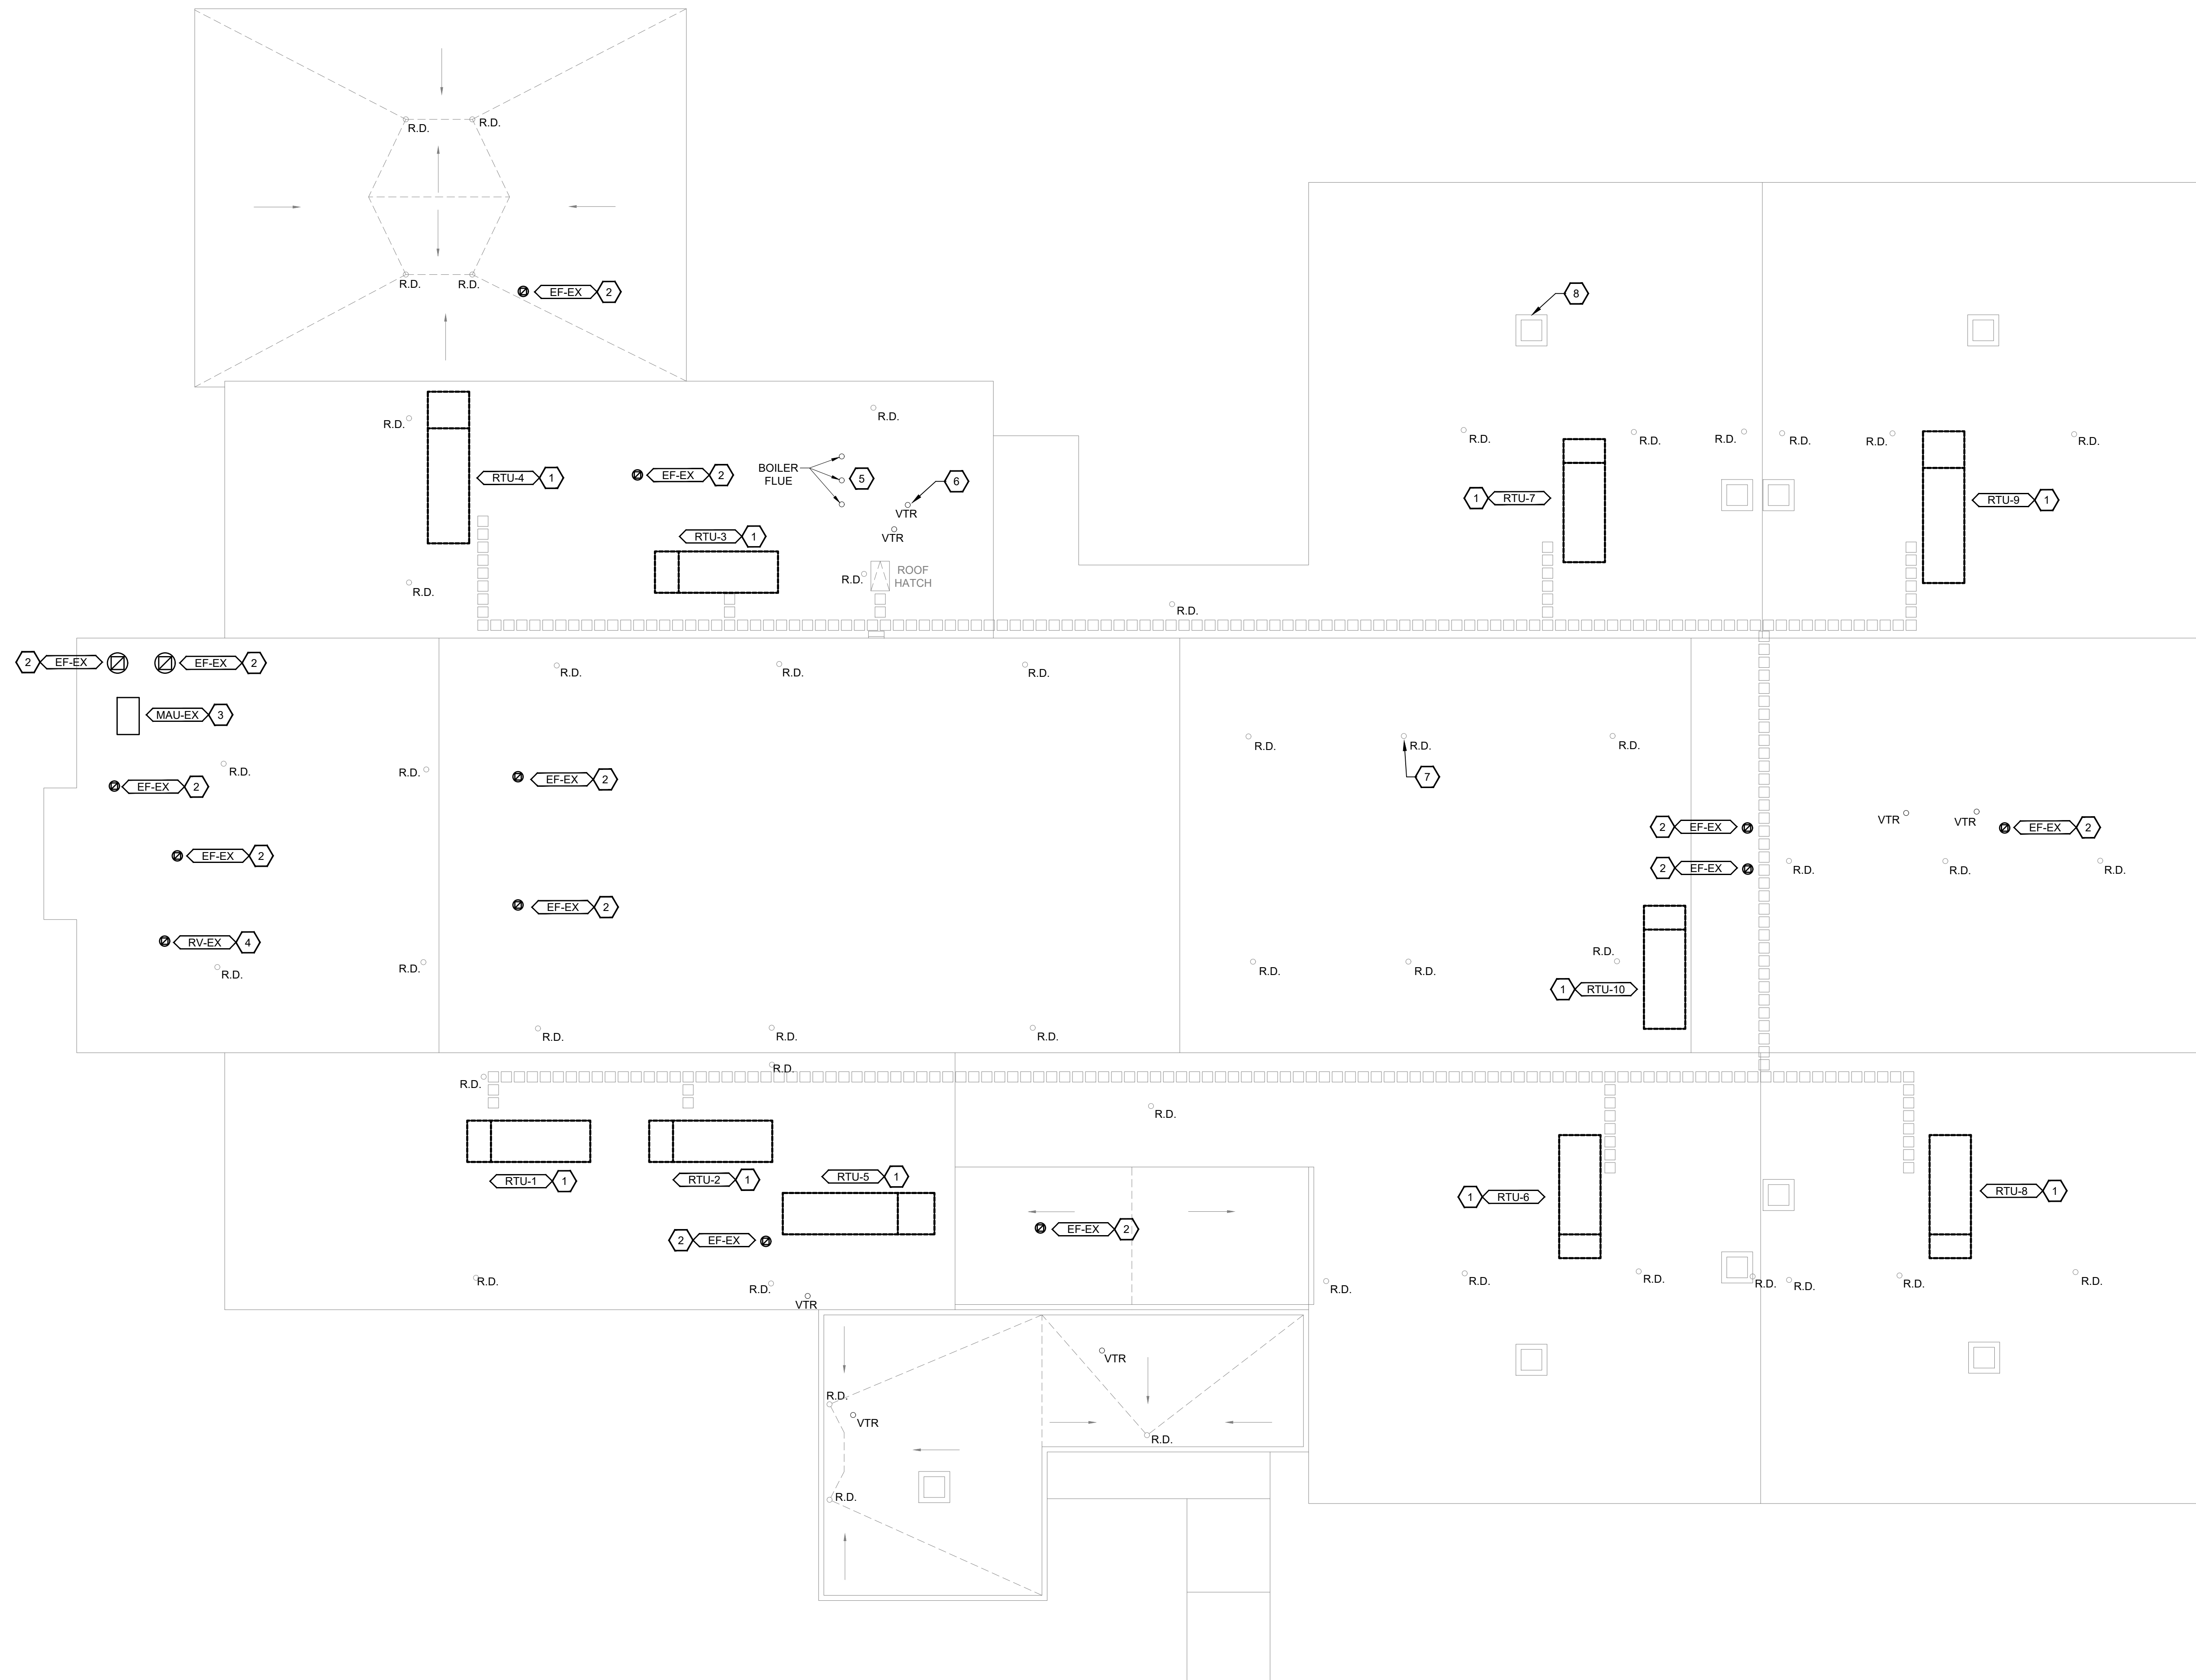 R.D.
R.D.
R.D.
R.D.
EF-EX 2
8
R.D.
R.D.
R.D.
R.D.
R.D.
R.D.
R.D.
R.D.
BOILER
FLUE
5
6
RTU-4 1
EF-EX 2
VTR
VTR
1 RTU-7
RTU-9 1
RTU-3 1
R.D.
ROOF
HATCH
R.D.
R.D.
2 EF-EX
EF-EX 2
R.D.
R.D.
R.D.
MAU-EX 3
R.D.
R.D.
R.D.
R.D.
R.D.
7
EF-EX 2
EF-EX 2
2 EF-EX
VTR
VTR
EF-EX 2
EF-EX 2
2 EF-EX
R.D.
R.D.
R.D.
EF-EX 2
RV-EX 4
R.D.
R.D.
R.D.
R.D.
R.D.
1 RTU-10
R.D.
R.D.
R.D.
R.D.
R.D.
R.D.
RTU-1 1
RTU-2 1
RTU-5 1
1 RTU-6
RTU-8 1
2 EF-EX
EF-EX 2
R.D.
R.D.
VTR
R.D.
R.D.
R.D.
R.D.
R.D.
R.D.
R.D.
VTR
R.D.
VTR
R.D.
R.D.